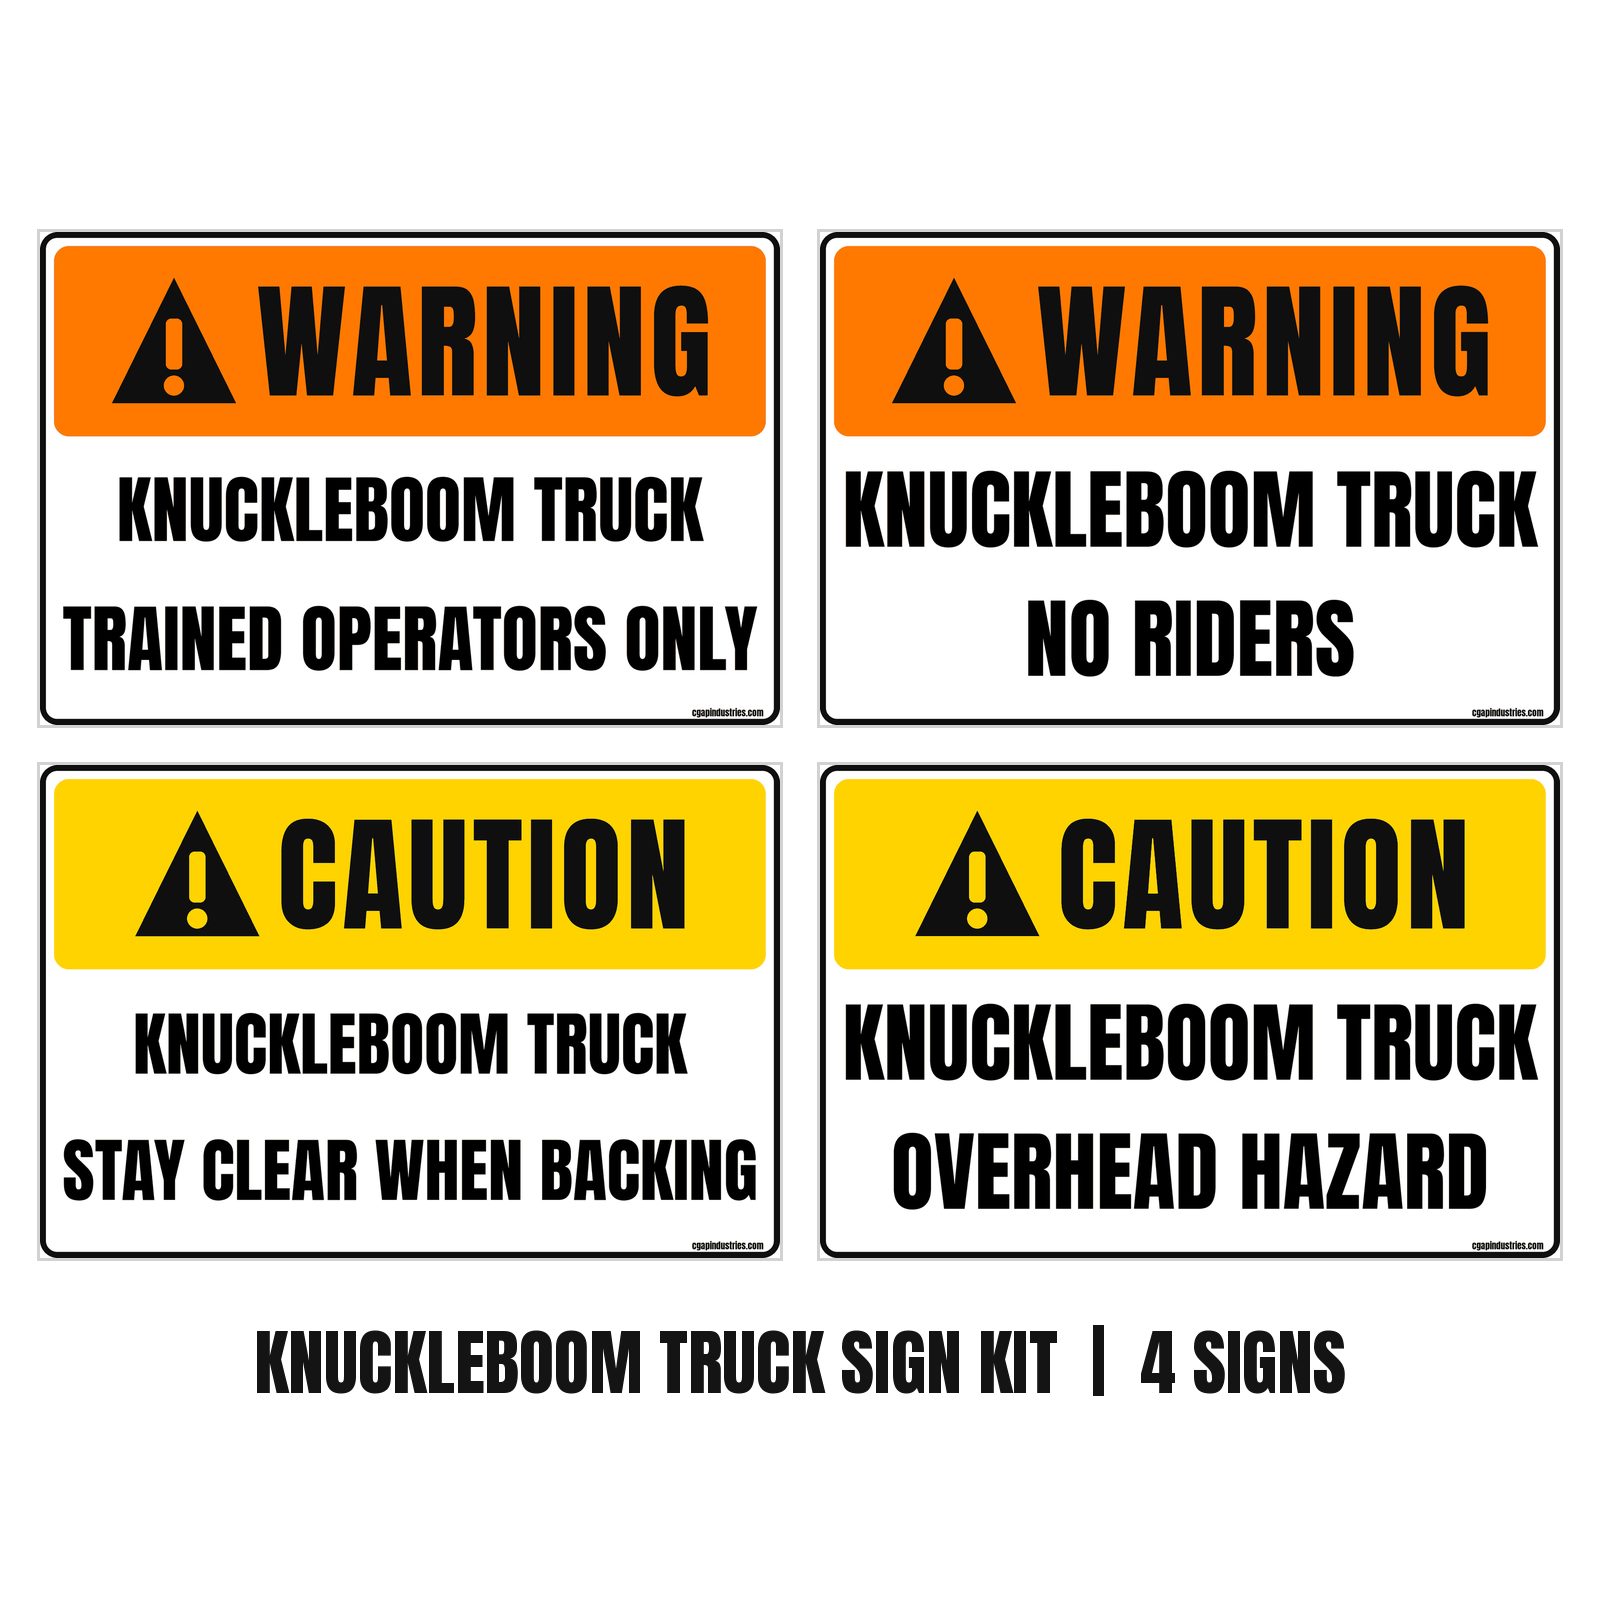 WARNING
KNUCKLEBOOM TRUCK
TRAINED OPERATORS ONLY
cgapindustries.com
WARNING
KNUCKLEBOOM TRUCK
NO RIDERS
cgapindustries.com
CAUTION
KNUCKLEBOOM TRUCK
STAY CLEAR WHEN BACKING
cgapindustries.com
CAUTION
KNUCKLEBOOM TRUCK
OVERHEAD HAZARD
cgapindustries.com
KNUCKLEBOOM TRUCK SIGN KIT | 4 SIGNS